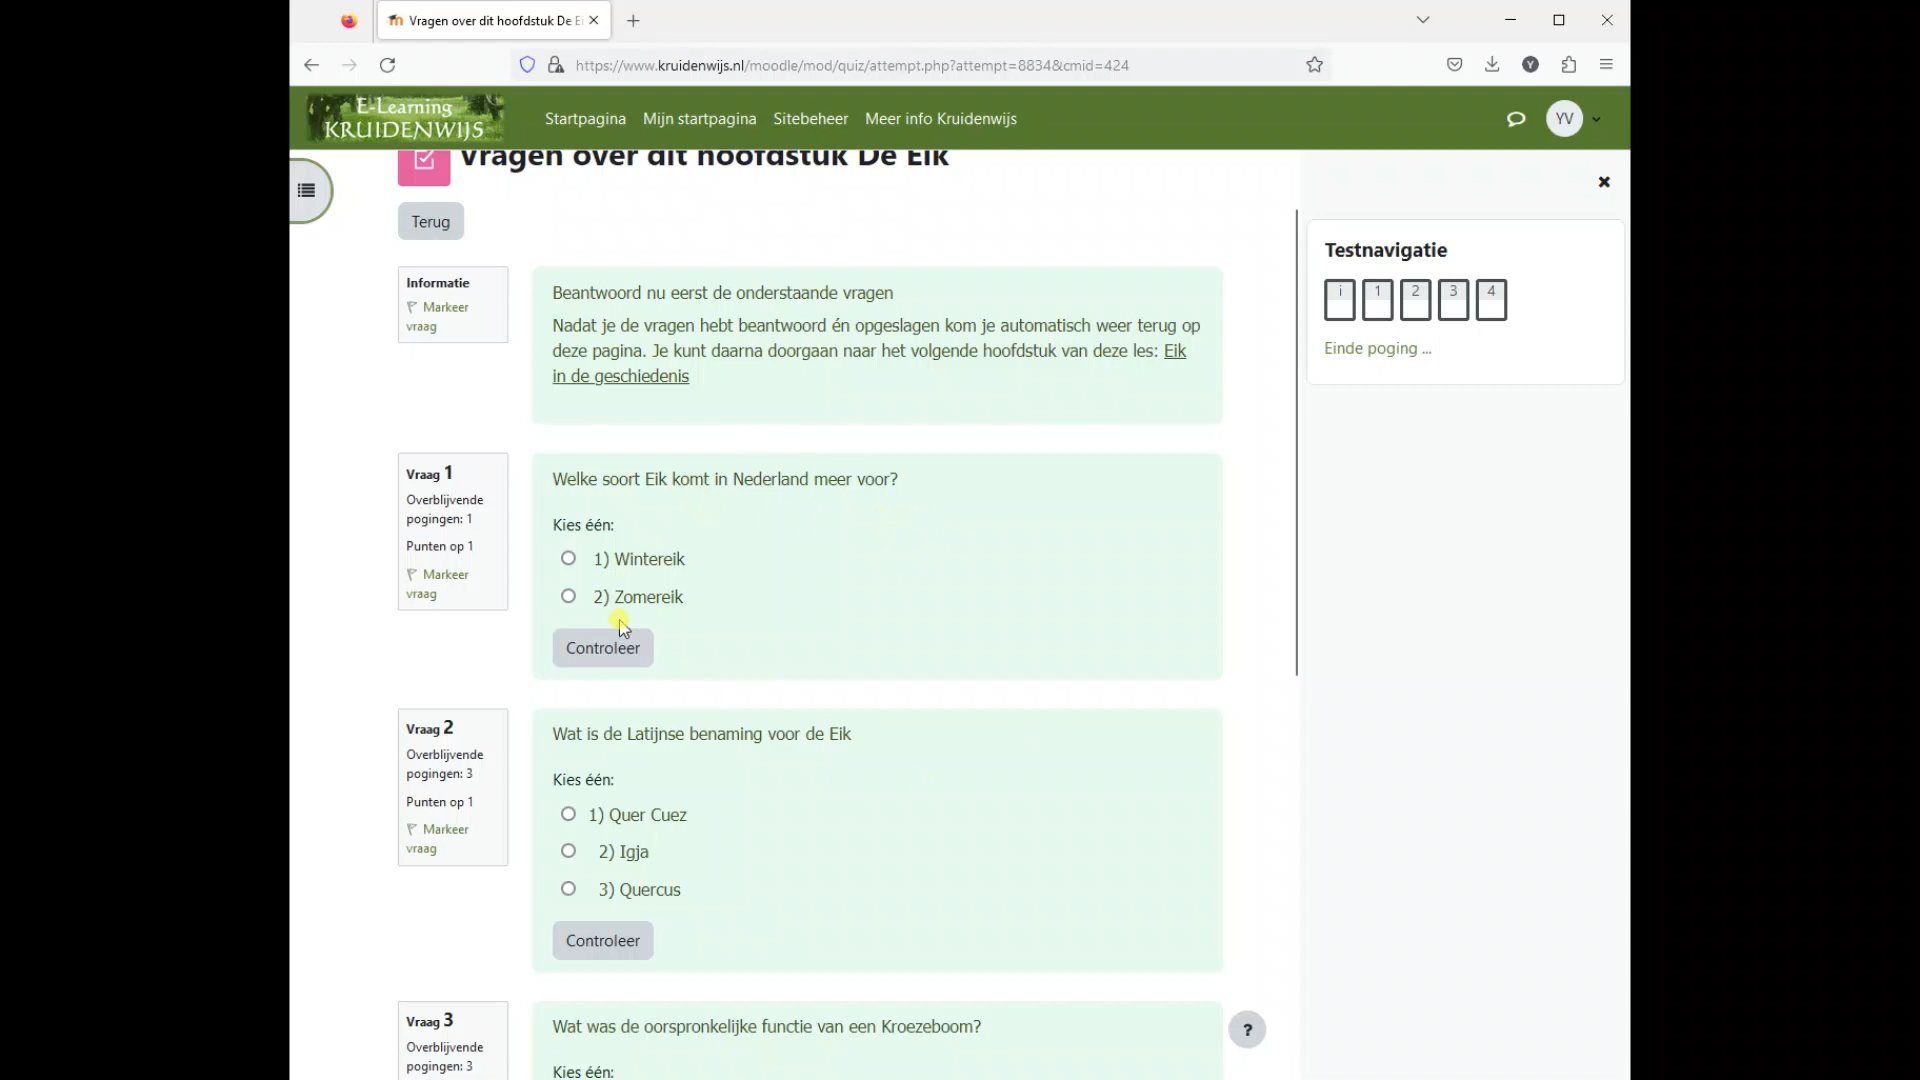 Vragen over dit hoofdstuk De Ei
https://www.kruidenwijs.nl/moodle/mod/quiz/attempt.php?attempt=8834&cmid=424
Y
E-Learning
KRUIDENWIJS
Startpagina
Mijn startpagina
Sitebeheer
Meer info Kruidenwijs
YV
Vragen over dit hoofdstuk De Eik
Terug
Informatie
Markeer
vraag
Beantwoord nu eerst de onderstaande vragen
Nadat je de vragen hebt beantwoord én opgeslagen kom je automatisch weer terug op
deze pagina. Je kunt daarna doorgaan naar het volgende hoofdstuk van deze les: Eik
in de geschiedenis
Vraag 1
Overblijvende
pogingen: 1
Punten op 1
Markeer
vraag
Welke soort Eik komt in Nederland meer voor?
Kies één:
1) Wintereik
2) Zomereik
Controleer
Vraag 2
Overblijvende
pogingen: 3
Punten op 1
Markeer
vraag
Wat is de Latijnse benaming voor de Eik
Kies één:
1) Quer Cuez
2) Igja
3) Quercus
Controleer
Vraag 3
Overblijvende
pogingen: 3
Wat was de oorspronkelijke functie van een Kroezeboom?
Kies één:
?
Testnavigatie
i 1 2 3 4
Einde poging ...